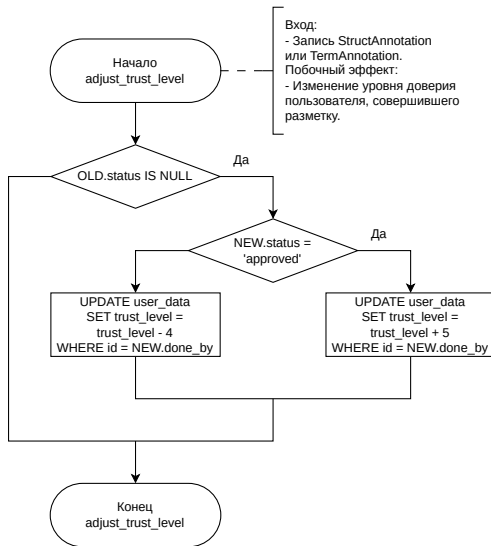 Начало
adjust_trust_level
Вход:
- Запись StructAnnotation
или TermAnnotation.
Побочный эффект:
- Изменение уровня доверия
пользователя, совершившего
разметку.
OLD.status IS NULL
Да
NEW.status =
'approved'
Да
UPDATE user_data
SET trust_level =
trust_level - 4
WHERE id = NEW.done_by
UPDATE user_data
SET trust_level =
trust_level + 5
WHERE id = NEW.done_by
Конец
adjust_trust_level